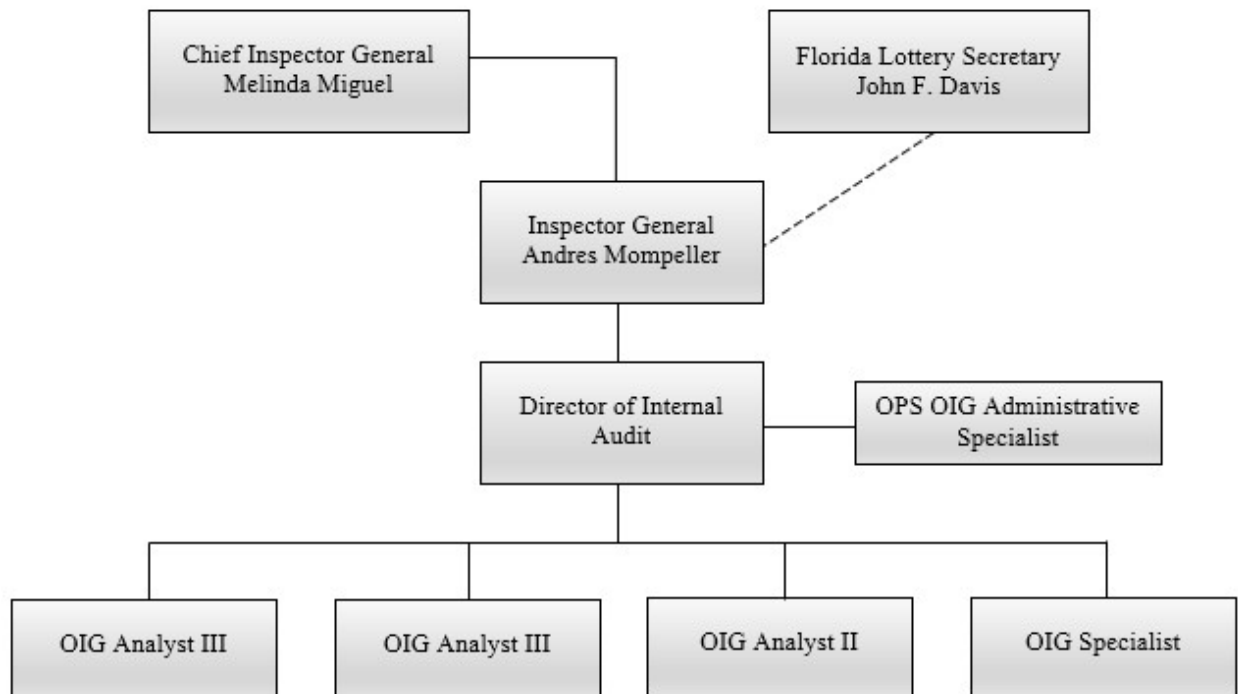 Chief Inspector General
Melinda Miguel
Florida Lottery Secretary
John F. Davis
Inspector General
Andres Mompeller
Director of Internal
Audit
OPS OIG Administrative
Specialist
OIG Analyst III
OIG Analyst III
OIG Analyst II
OIG Specialist